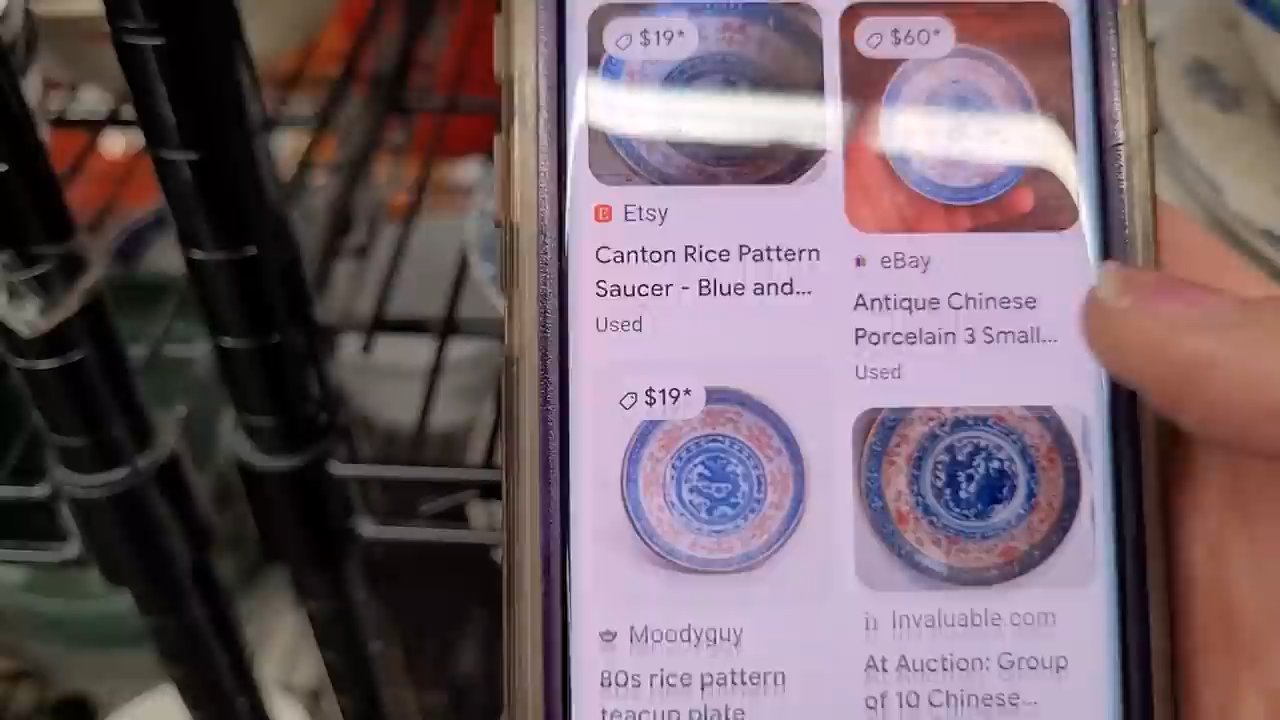 $19*
Etsy
Canton Rice Pattern
Saucer - Blue and...
Used
$60*
eBay
Antique Chinese
Porcelain 3 Small...
Used
$19*
Moodyguy
80s rice pattern
teacup plate
Invaluable.com
At Auction: Group
of 10 Chinese...